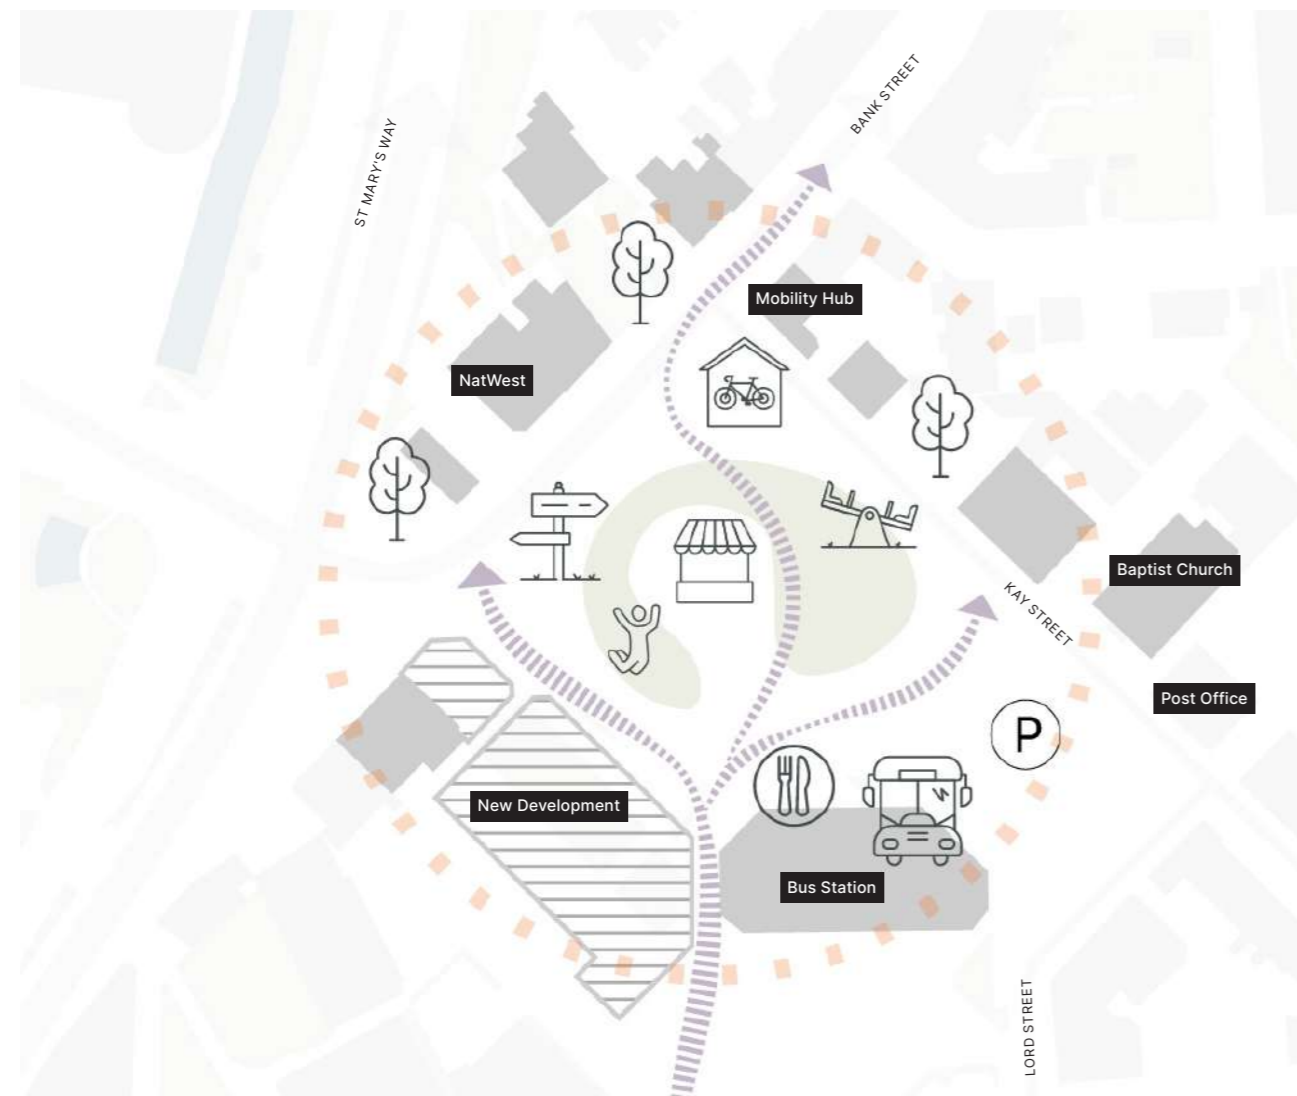 BANK STREET
ST MARY'S WAY
Mobility Hub
NatWest
Baptist Church
KAY STREET
Post Office
P
New Development
Bus Station
LORD STREET